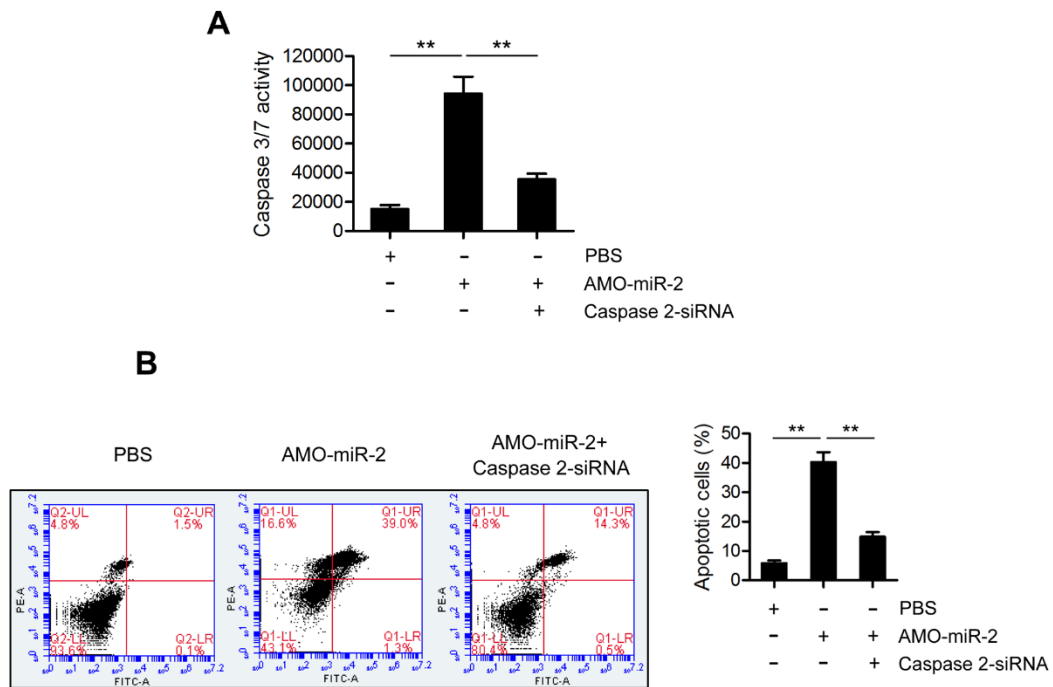 A
** **
Caspase 3/7 activity
120000
100000
80000
60000
40000
20000
0
+ - - PBS
- + + AMO-miR-2
- - + Caspase 2-siRNA
B
PBS
AMO-miR-2
AMO-miR-2+
Caspase 2-siRNA
Q2-UL Q2-UR
4.8% 1.5%
Q2-LL Q2-LR
93.6% 0.1%
PE-A
FITC-A
Q1-UL Q1-UR
16.6% 39.0%
Q1-LL Q1-LR
43.1% 1.3%
PE-A
FITC-A
Q1-UL Q1-UR
4.8% 14.3%
Q1-LL Q1-LR
80.4% 0.5%
PE-A
FITC-A
** **
Apoptotic cells (%)
50
40
30
20
10
0
+ - - PBS
- + + AMO-miR-2
- - + Caspase 2-siRNA